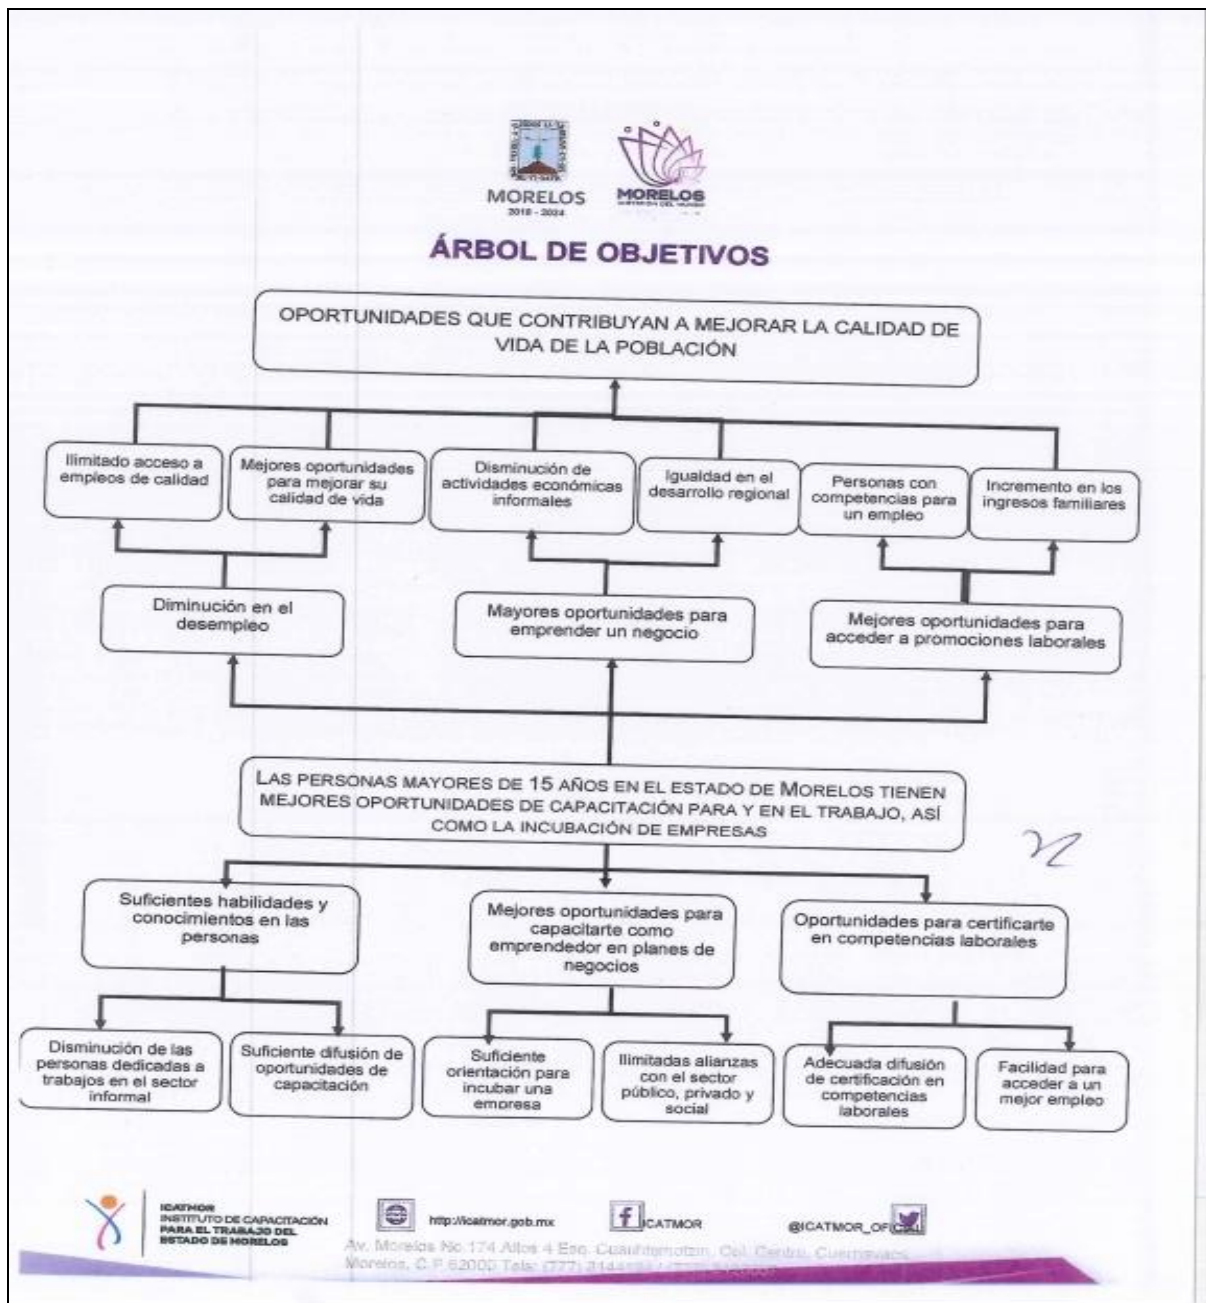 MORELOS
2018 - 2024
MORELOS
ÁRBOL DE OBJETIVOS
OPORTUNIDADES QUE CONTRIBUYAN A MEJORAR LA CALIDAD DE
VIDA DE LA POBLACIÓN
Ilimitado acceso a
empleos de calidad
Mejores oportunidades
para mejorar su
calidad de vida
Disminución de
actividades económicas
informales
Igualdad en el
desarrollo regional
Personas con
competencias para
un empleo
Incremento en los
ingresos familiares
Diminución en el
desempleo
Mayores oportunidades para
emprender un negocio
Mejores oportunidades para
acceder a promociones laborales
LAS PERSONAS MAYORES DE 15 AÑOS EN EL ESTADO DE MORELOS TIENEN
MEJORES OPORTUNIDADES DE CAPACITACIÓN PARA Y EN EL TRABAJO, ASÍ
COMO LA INCUBACIÓN DE EMPRESAS
Suficientes habilidades y
conocimientos en las
personas
Mejores oportunidades para
capacitarte como
emprendedor en planes de
negocios
Oportunidades para certificarte
en competencias laborales
Disminución de las
personas dedicadas a
trabajos en el sector
informal
Suficiente difusión de
oportunidades de
capacitación
Suficiente
orientación para
incubar una
empresa
Ilimitadas alianzas
con el sector
público, privado y
social
Adecuada difusión
de certificación en
competencias
laborales
Facilidad para
acceder a un
mejor empleo
ICATMOR
INSTITUTO DE CAPACITACIÓN
PARA EL TRABAJO DEL
ESTADO DE MORELOS
http://icatmor.gob.mx
ICATMOR
@ICATMOR_OFICIAL
Av. Morelos No. 174 Altos 4 Esq. Cuauhtemotzin, Col. Centro, Cuernavaca,
Morelos, C.P. 62000 Tels: (777)